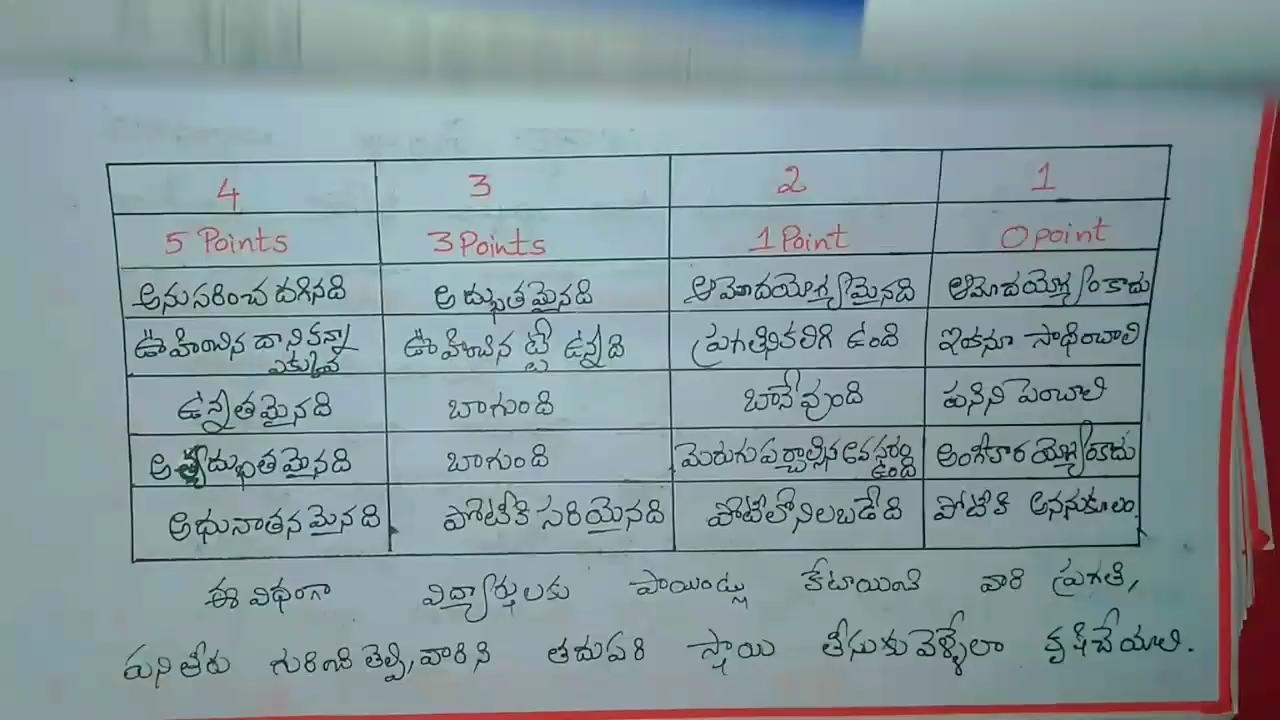 4 3 2 1
5 Points 3 Points 1 Point 0 point
అనుసరించ దగినది అద్భుతమైనది ఆమోదయోగ్యమైనది ఆమోదయోగ్యంకాదు
ఊహించిన దానికన్నా ఎక్కువ ఊహించినట్టే ఉన్నది ప్రగతినికలిగి ఉంది ఇంకనూ సాధించాలి
ఉన్నతమైనది బాగుంది బానేవుంది పనిని పెంచాలి
అత్యద్భుతమైనది బాగుంది మెరుగుపర్చాల్సిన అవసరం ఉంది అంగీకారయోగ్యంకాదు
అధునాతనమైనది పోటీకి సరియైనది పోటీలోనిలబడేది పోటీకి అననుకూలం.
ఈ విధంగా విద్యార్థులకు పాయింట్లు కేటాయించి వారి ప్రగతి,
పనితీరు గురించి తెల్పి, వారిని తదుపరి స్థాయి తీసుకువెళ్ళేలా కృషిచేయాలి.